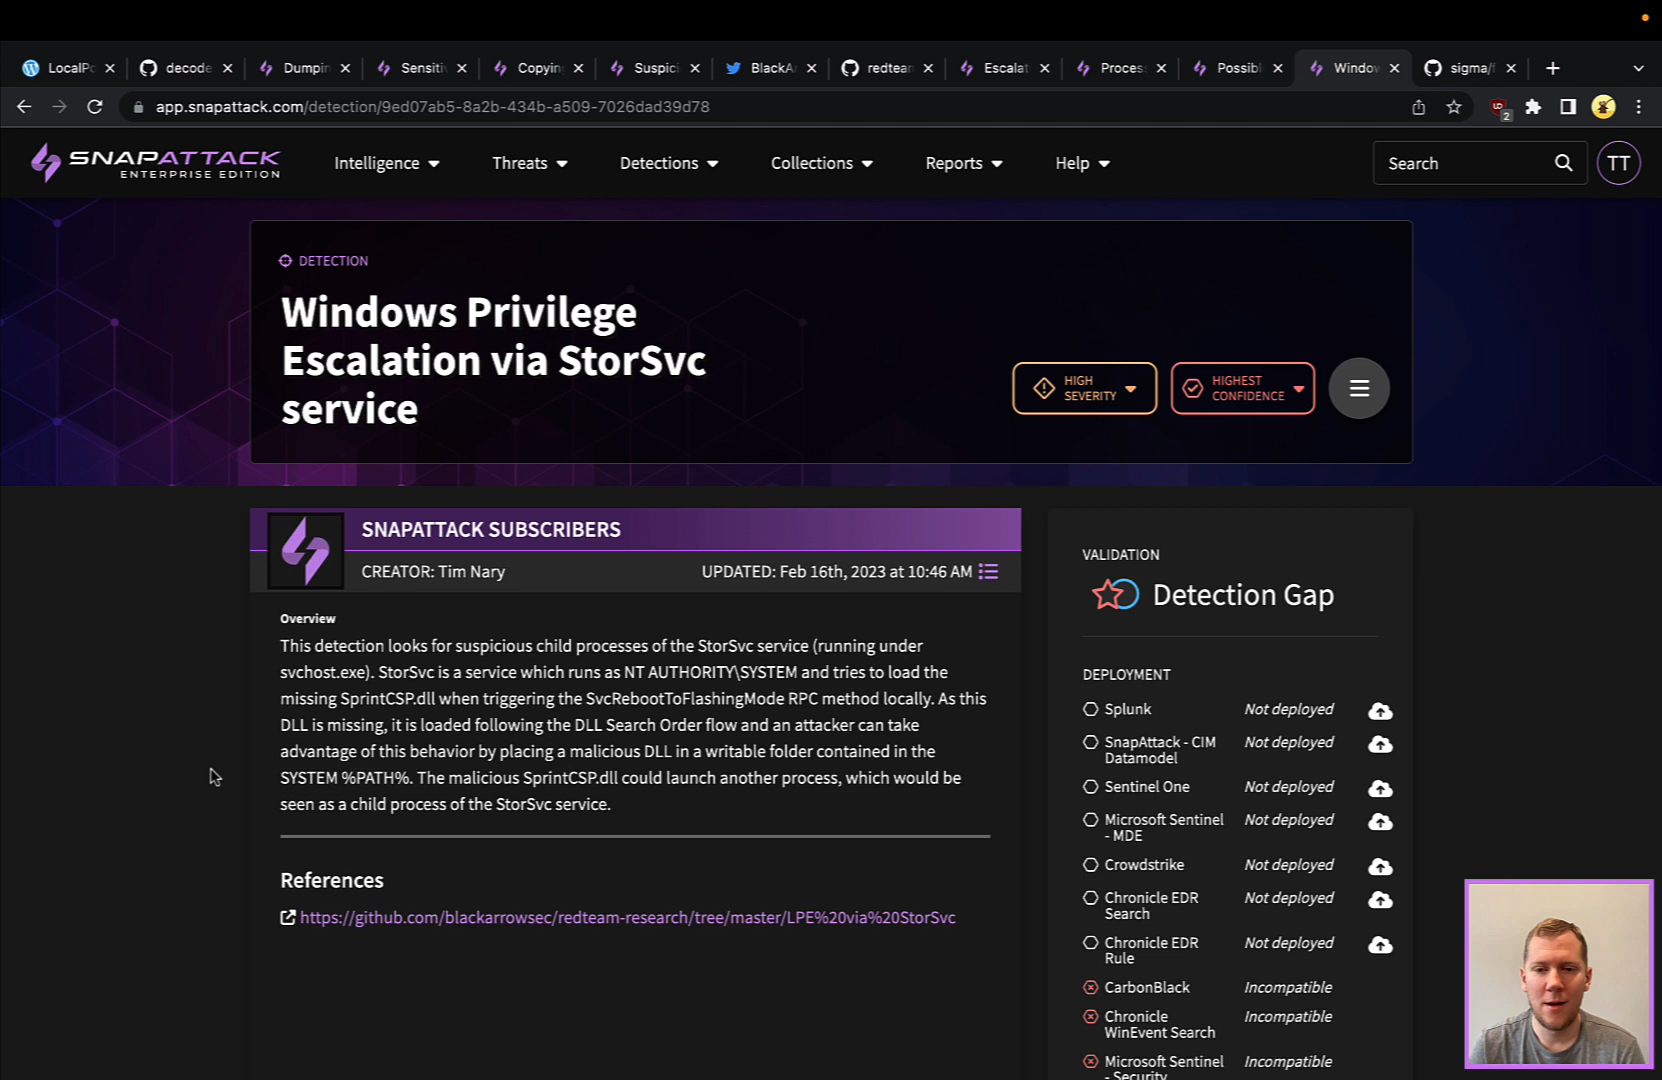 LocalPo
decode
Dumpin
Sensitiv
Copyin
Suspici
BlackA
redtear
Escalat
Proces
Possibl
Windov
sigma/
app.snapattack.com/detection/9ed07ab5-8a2b-434b-a509-7026dad39d78
2
SNAPATTACK
ENTERPRISE EDITION
Intelligence
Threats
Detections
Collections
Reports
Help
Search
TT
DETECTION
Windows Privilege
Escalation via StorSvc
service
HIGH
SEVERITY
HIGHEST
CONFIDENCE
SNAPATTACK SUBSCRIBERS
CREATOR: Tim Nary
UPDATED: Feb 16th, 2023 at 10:46 AM
Overview
This detection looks for suspicious child processes of the StorSvc service (running under
svchost.exe). StorSvc is a service which runs as NT AUTHORITY\SYSTEM and tries to load the
missing SprintCSP.dll when triggering the SvcRebootToFlashingMode RPC method locally. As this
DLL is missing, it is loaded following the DLL Search Order flow and an attacker can take
advantage of this behavior by placing a malicious DLL in a writable folder contained in the
SYSTEM %PATH%. The malicious SprintCSP.dll could launch another process, which would be
seen as a child process of the StorSvc service.
References
https://github.com/blackarrowsec/redteam-research/tree/master/LPE%20via%20StorSvc
VALIDATION
Detection Gap
DEPLOYMENT
Splunk Not deployed
SnapAttack - CIM Not deployed
Datamodel
Sentinel One Not deployed
Microsoft Sentinel Not deployed
- MDE
Crowdstrike Not deployed
Chronicle EDR Not deployed
Search
Chronicle EDR Not deployed
Rule
CarbonBlack Incompatible
Chronicle Incompatible
WinEvent Search
Microsoft Sentinel Incompatible
- Security